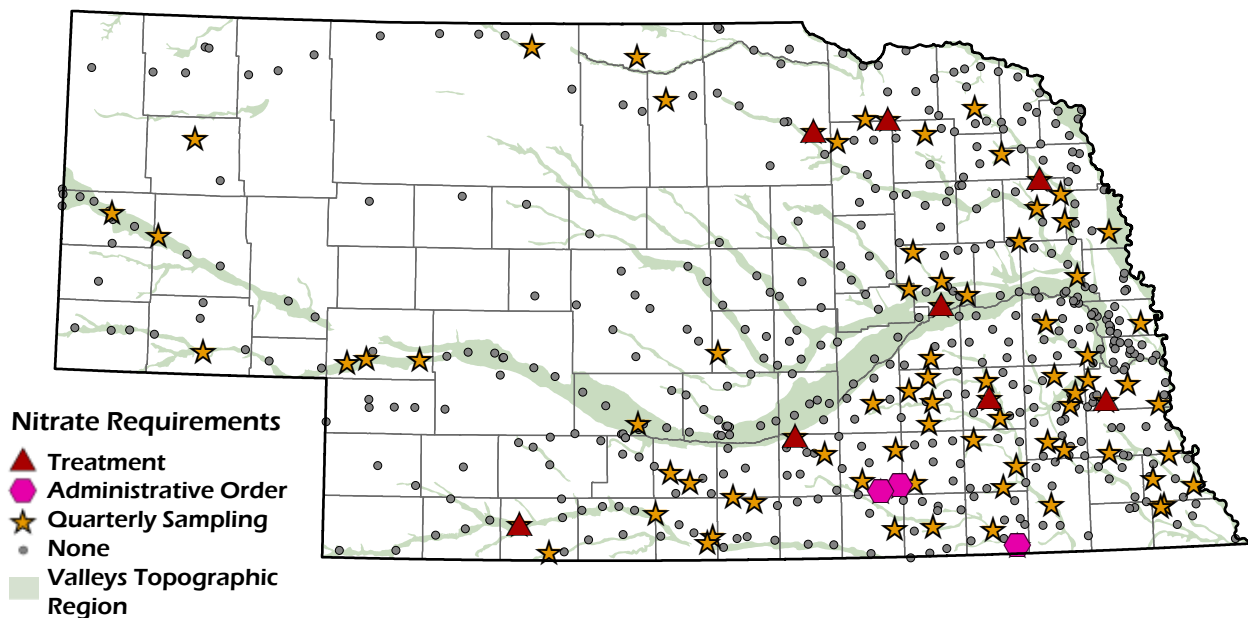 Nitrate Requirements
Treatment
Administrative Order
Quarterly Sampling
None
Valleys Topographic
Region